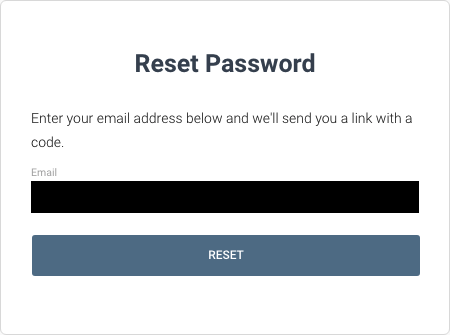 Reset Password
Enter your email address below and we'll send you a link with a
code.
Email
RESET